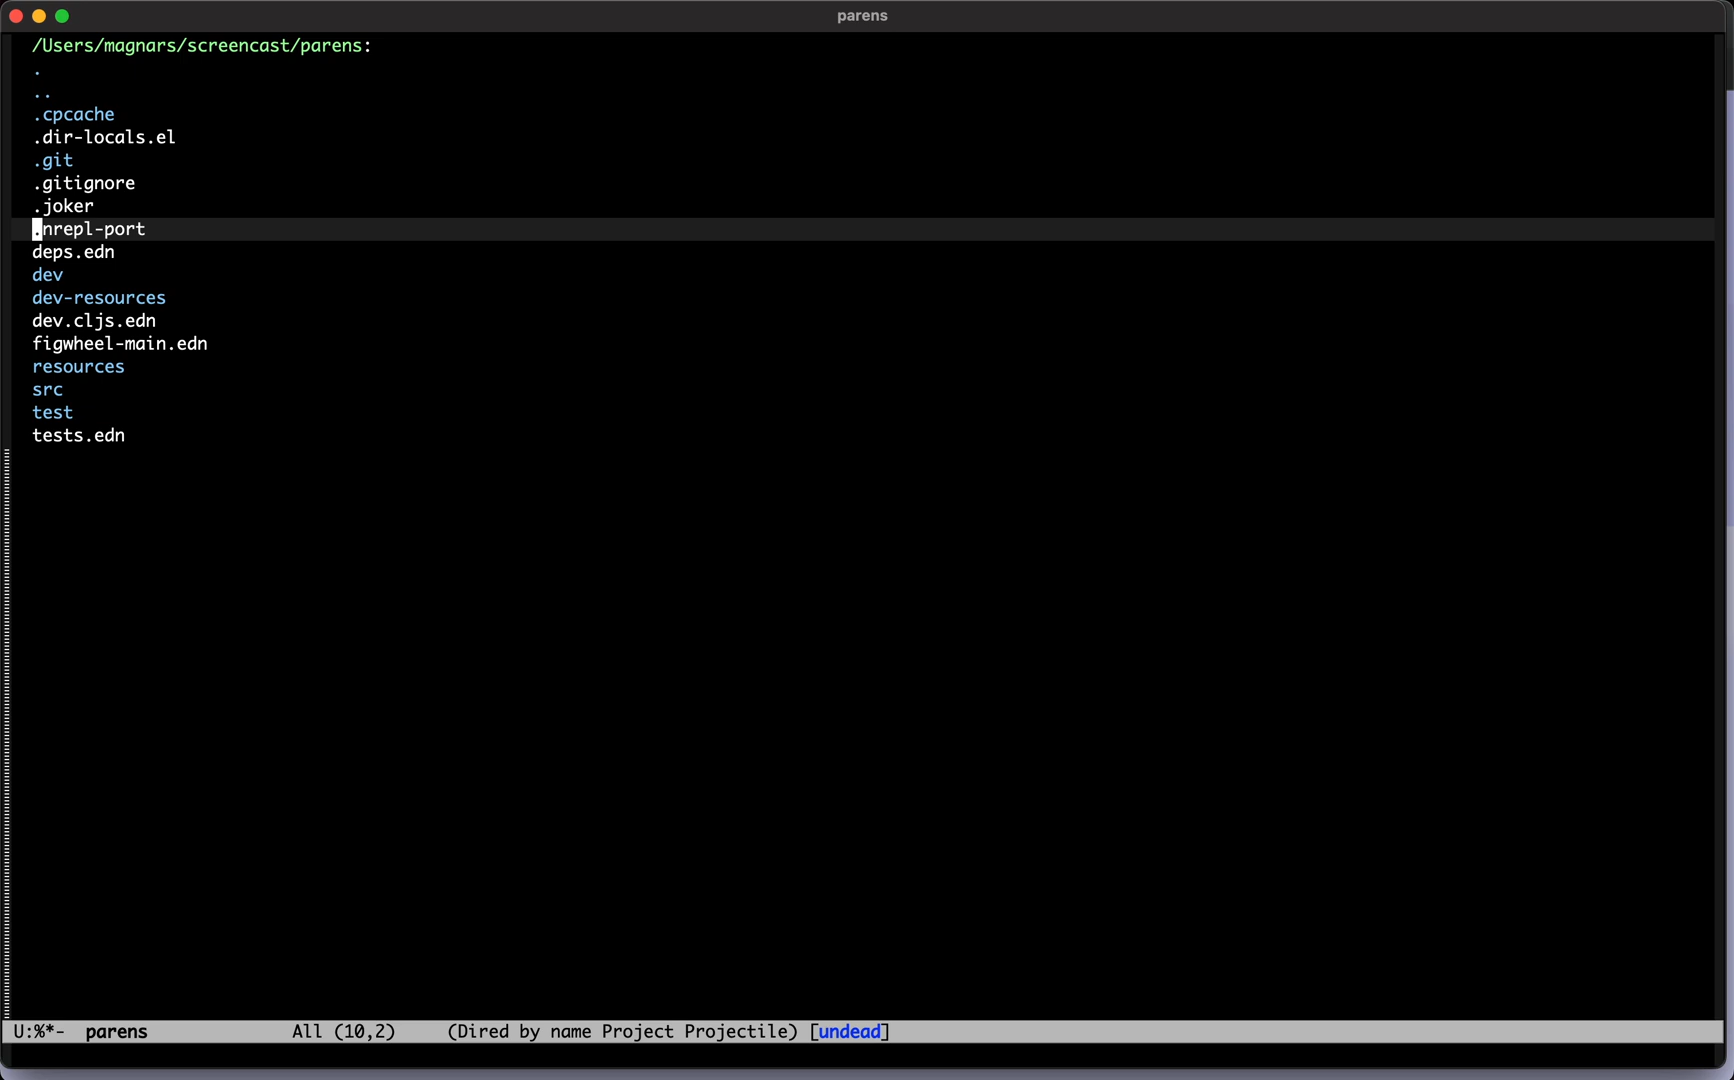 parens
/Users/magnars/screencast/parens:
.
..
.cpcache
.dir-locals.el
.git
.gitignore
.joker
.nrepl-port
deps.edn
dev
dev-resources
dev.cljs.edn
figwheel-main.edn
resources
src
test
tests.edn
U:%*-  parens              All (10,2)     (Dired by name Project Projectile) [undead]